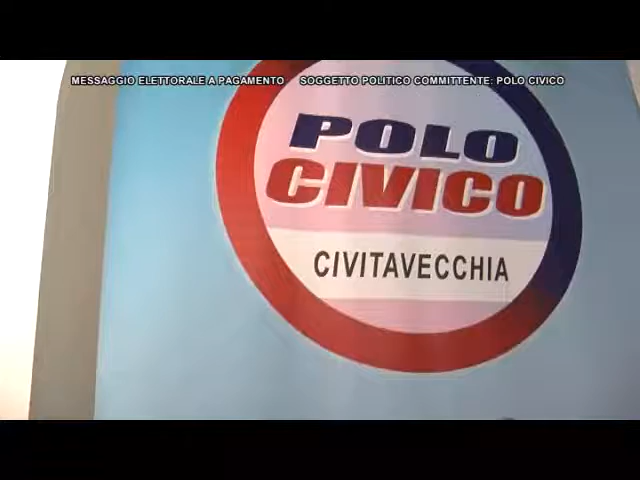 MESSAGGIO ELETTORALE A PAGAMENTO SOGGETTO POLITICO COMMITTENTE: POLO CIVICO
POLO
CIVICO
CIVITAVECCHIA